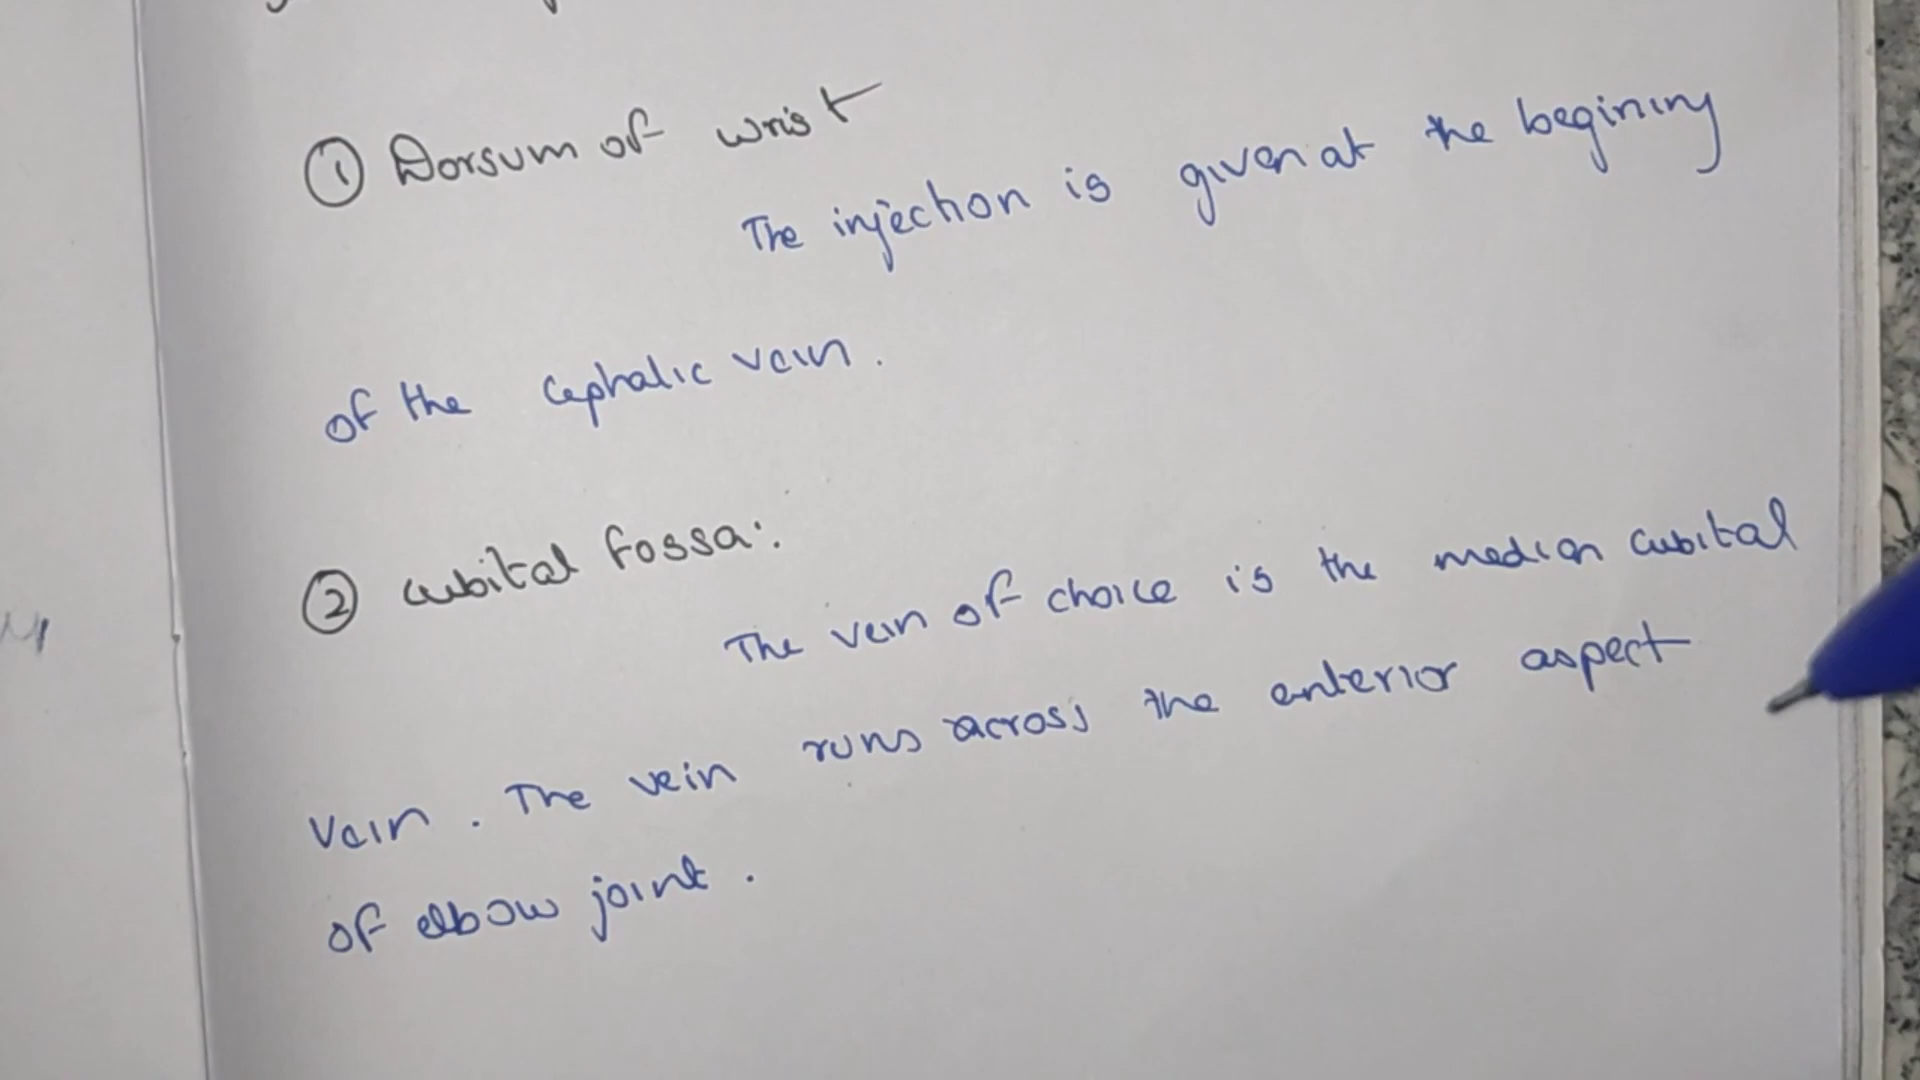 ① Dorsum of wrist
The injection is given at the begining
of the cephalic vein.
② cubital fossa:
The vein of choice is the median cubital
vein. The vein runs across the anterior aspect
of elbow joint.